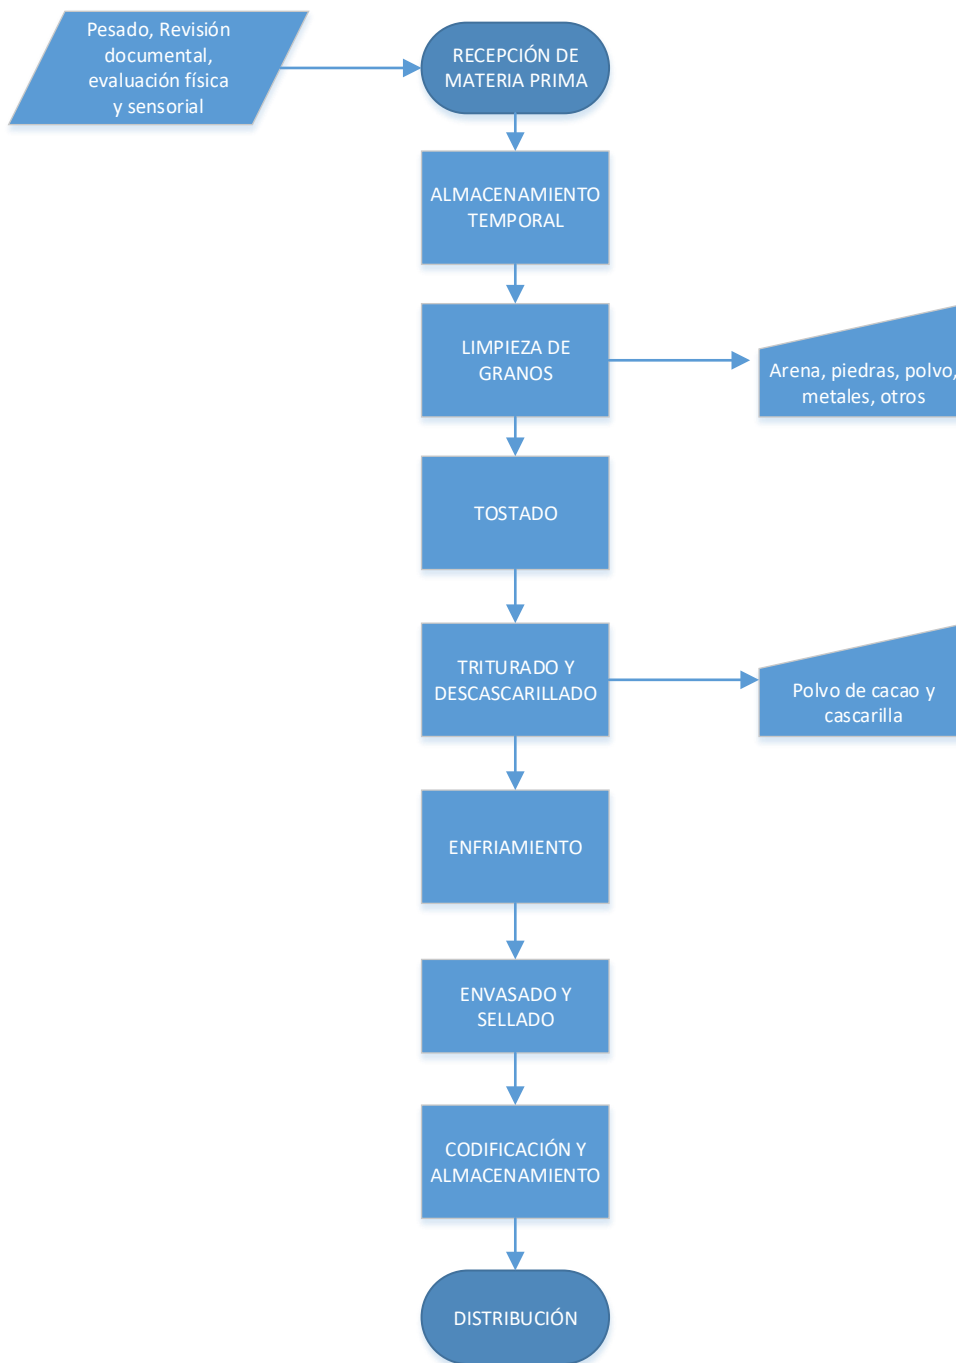 Pesado, Revisión
documental,
evaluación física
y sensorial
RECEPCIÓN DE
MATERIA PRIMA
ALMACENAMIENTO
TEMPORAL
LIMPIEZA DE
GRANOS
Arena, piedras, polvo,
metales, otros
TOSTADO
TRITURADO Y
DESCASCARILLADO
Polvo de cacao y
cascarilla
ENFRIAMIENTO
ENVASADO Y
SELLADO
CODIFICACIÓN Y
ALMACENAMIENTO
DISTRIBUCIÓN